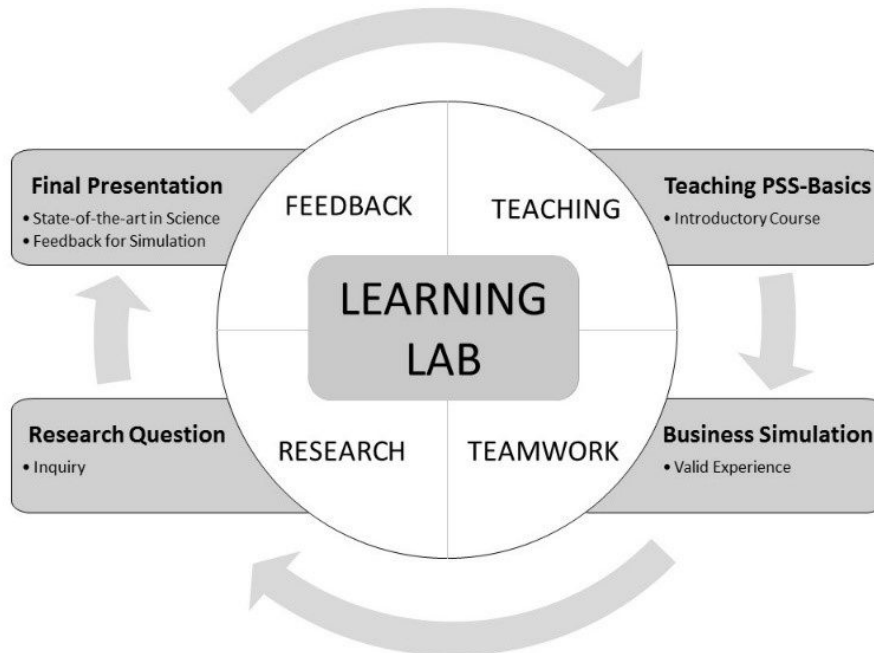 Final Presentation
• State-of-the-art in Science
• Feedback for Simulation
FEEDBACK
TEACHING
Teaching PSS-Basics
• Introductory Course
LEARNING
LAB
Research Question
• Inquiry
RESEARCH
TEAMWORK
Business Simulation
• Valid Experience